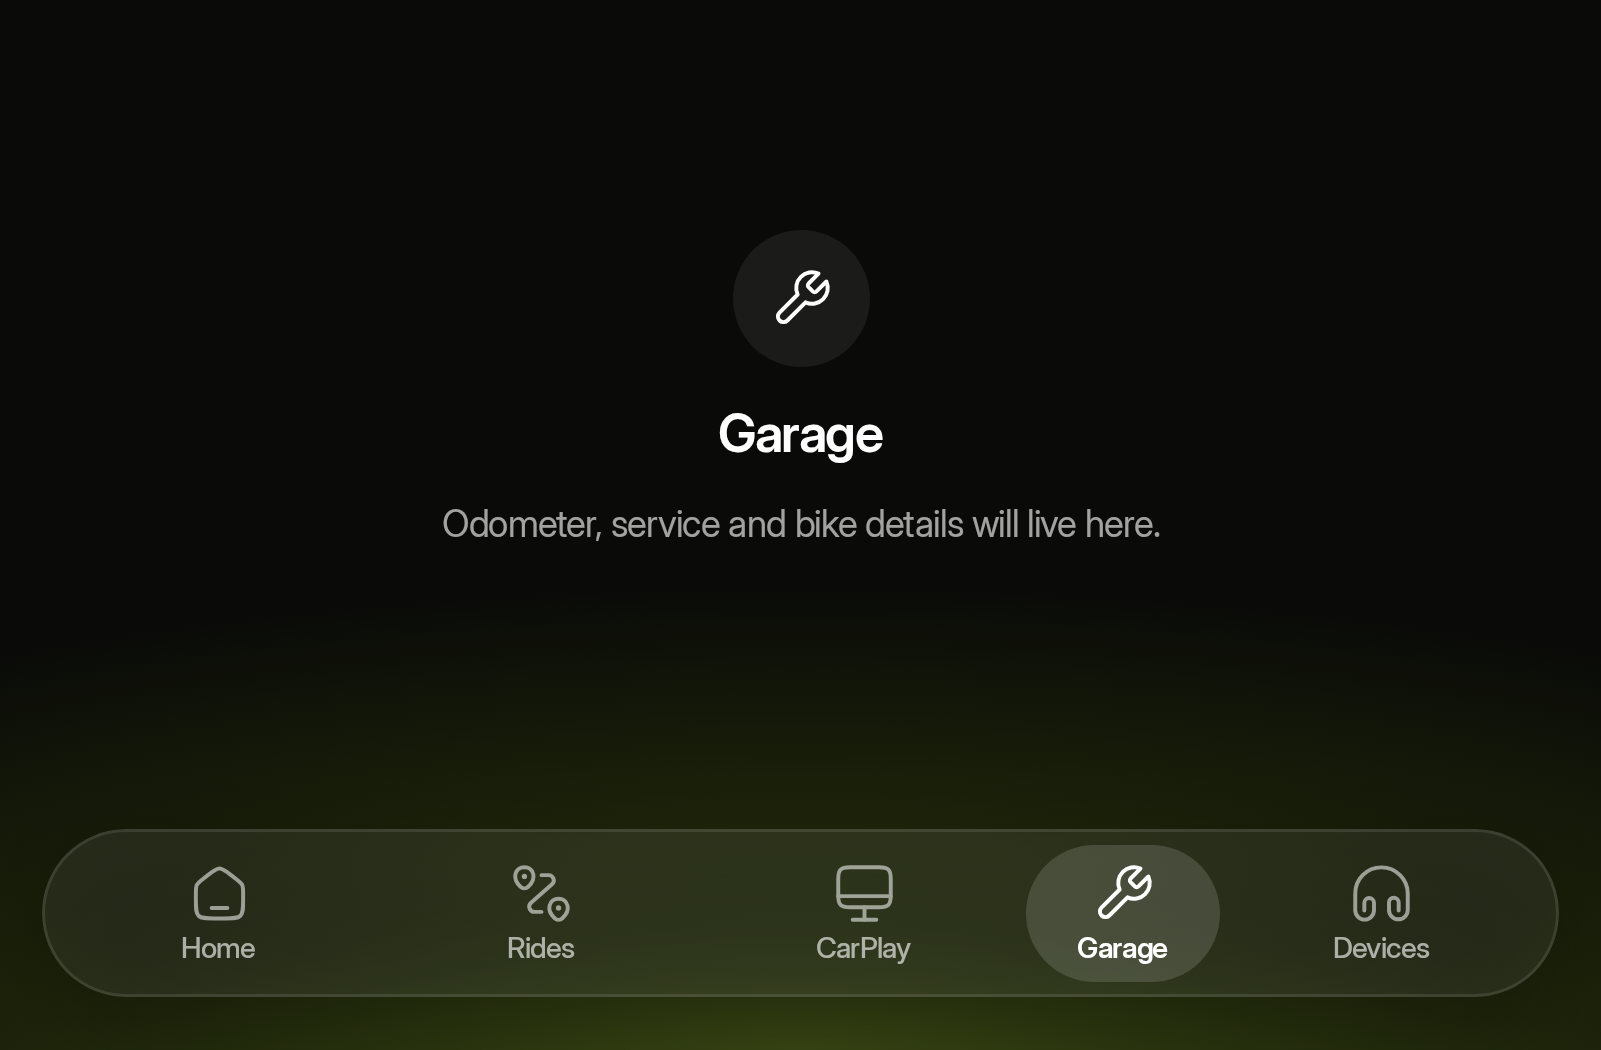 Garage
Odometer, service and bike details will live here.
Home
Rides
CarPlay
Garage
Devices